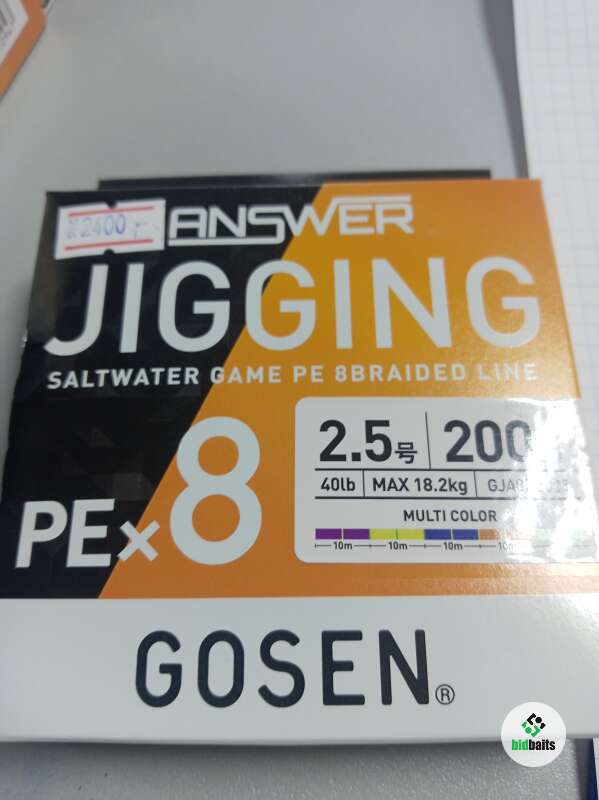 2400
ANSWER
JIGGING
SALTWATER GAME PE 8BRAIDED LINE
PE×8
2.5号 200
40lb MAX 18.2kg
MULTI COLOR
10m 10m 10m
GOSEN®
bidbaits